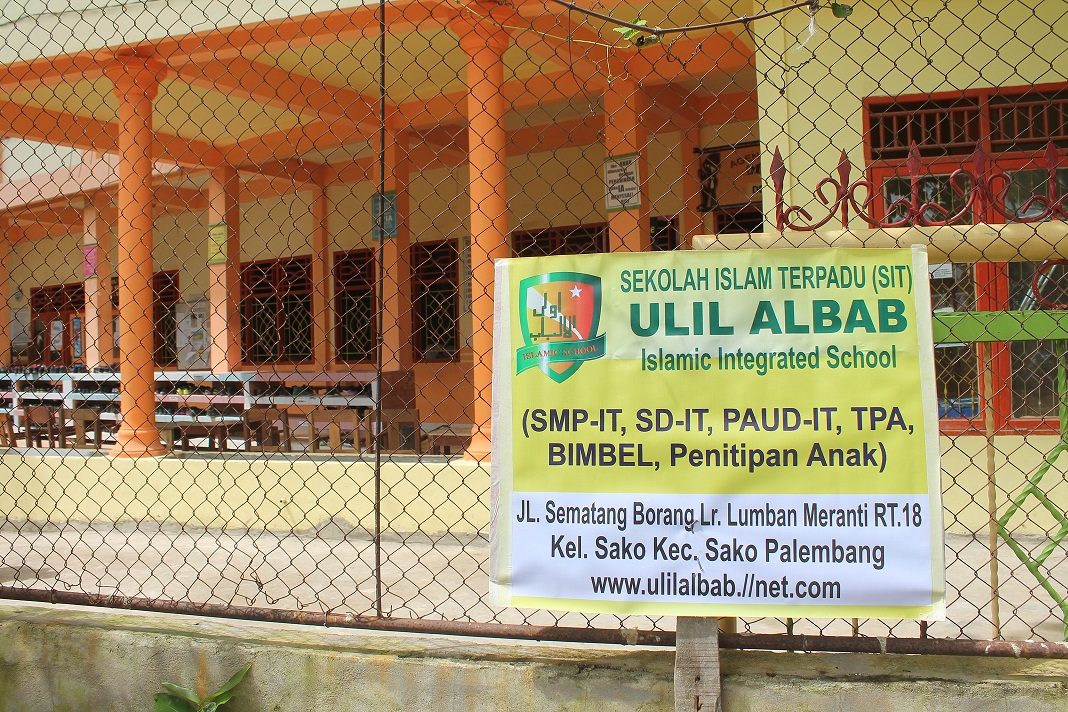 SEKOLAH ISLAM TERPADU (SIT)
ULIL ALBAB
Islamic Integrated School
ISLAMIC SCHOOL
(SMP-IT, SD-IT, PAUD-IT, TPA,
BIMBEL, Penitipan Anak)
JL. Sematang Borang Lr. Lumban Meranti RT.18
Kel. Sako Kec. Sako Palembang
www.ulilalbab.//net.com